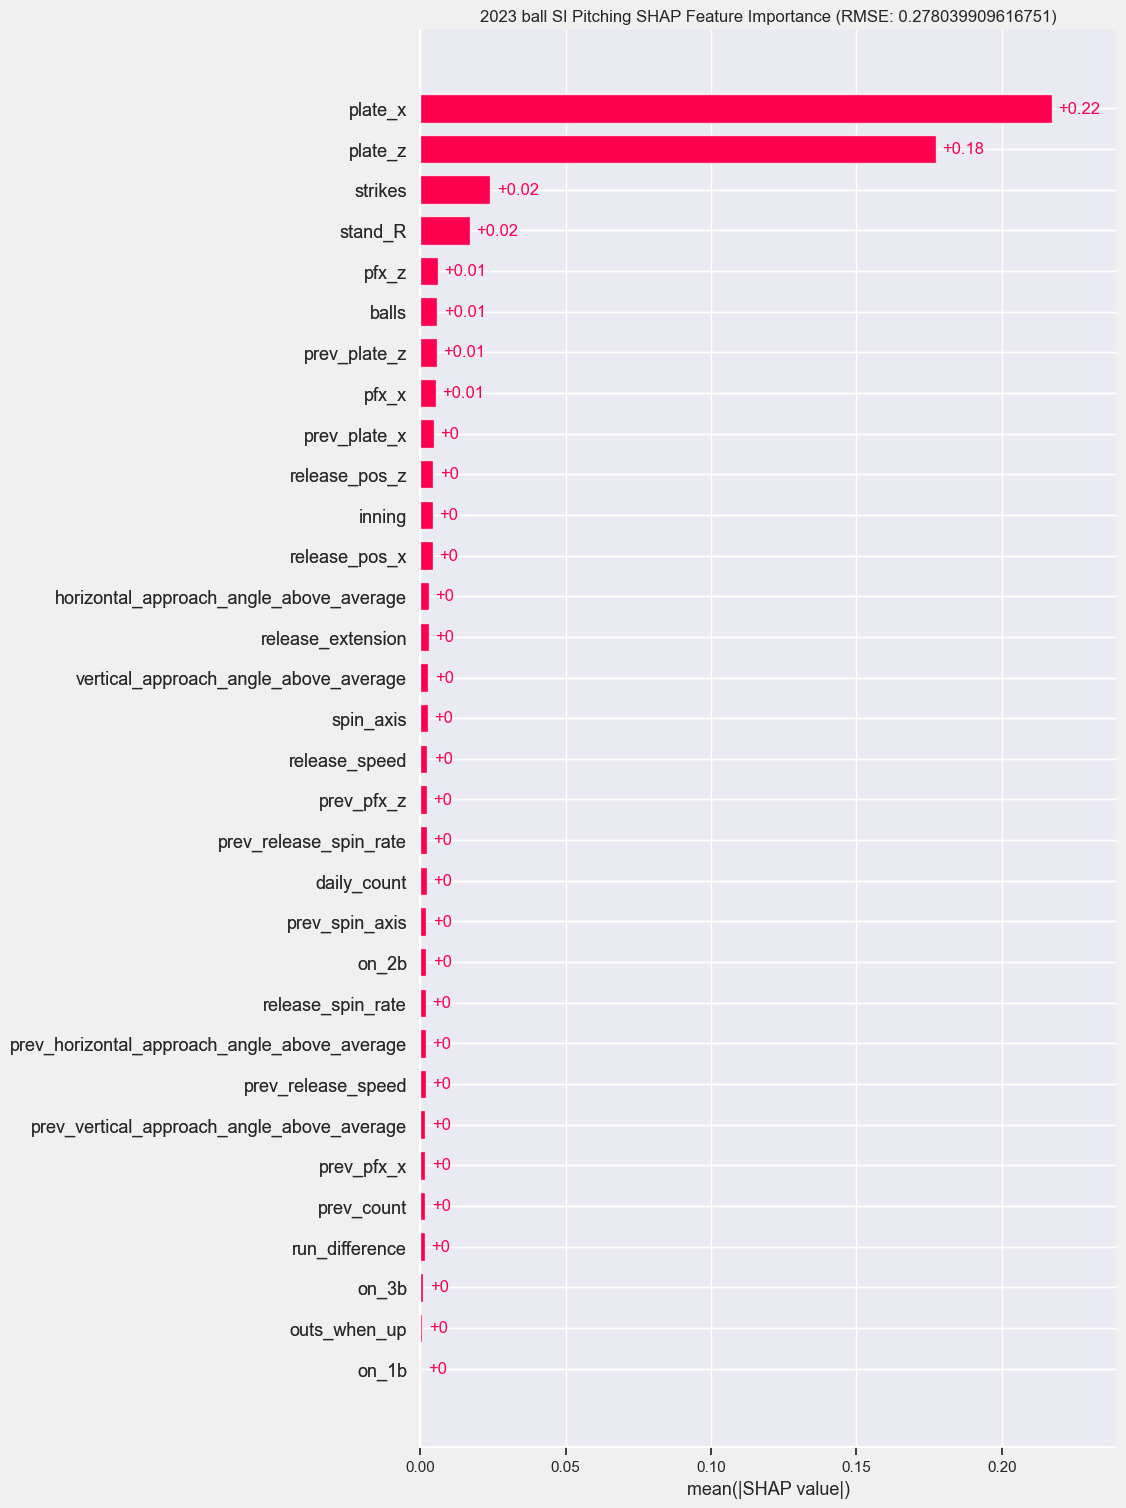 2023 ball SI Pitching SHAP Feature Importance (RMSE: 0.278039909616751)
plate_x +0.22
plate_z +0.18
strikes +0.02
stand_R +0.02
pfx_z +0.01
balls +0.01
prev_plate_z +0.01
pfx_x +0.01
prev_plate_x +0
release_pos_z +0
inning +0
release_pos_x +0
horizontal_approach_angle_above_average +0
release_extension +0
vertical_approach_angle_above_average +0
spin_axis +0
release_speed +0
prev_pfx_z +0
prev_release_spin_rate +0
daily_count +0
prev_spin_axis +0
on_2b +0
release_spin_rate +0
prev_horizontal_approach_angle_above_average +0
prev_release_speed +0
prev_vertical_approach_angle_above_average +0
prev_pfx_x +0
prev_count +0
run_difference +0
on_3b +0
outs_when_up +0
on_1b +0
0.00 0.05 0.10 0.15 0.20
mean(|SHAP value|)